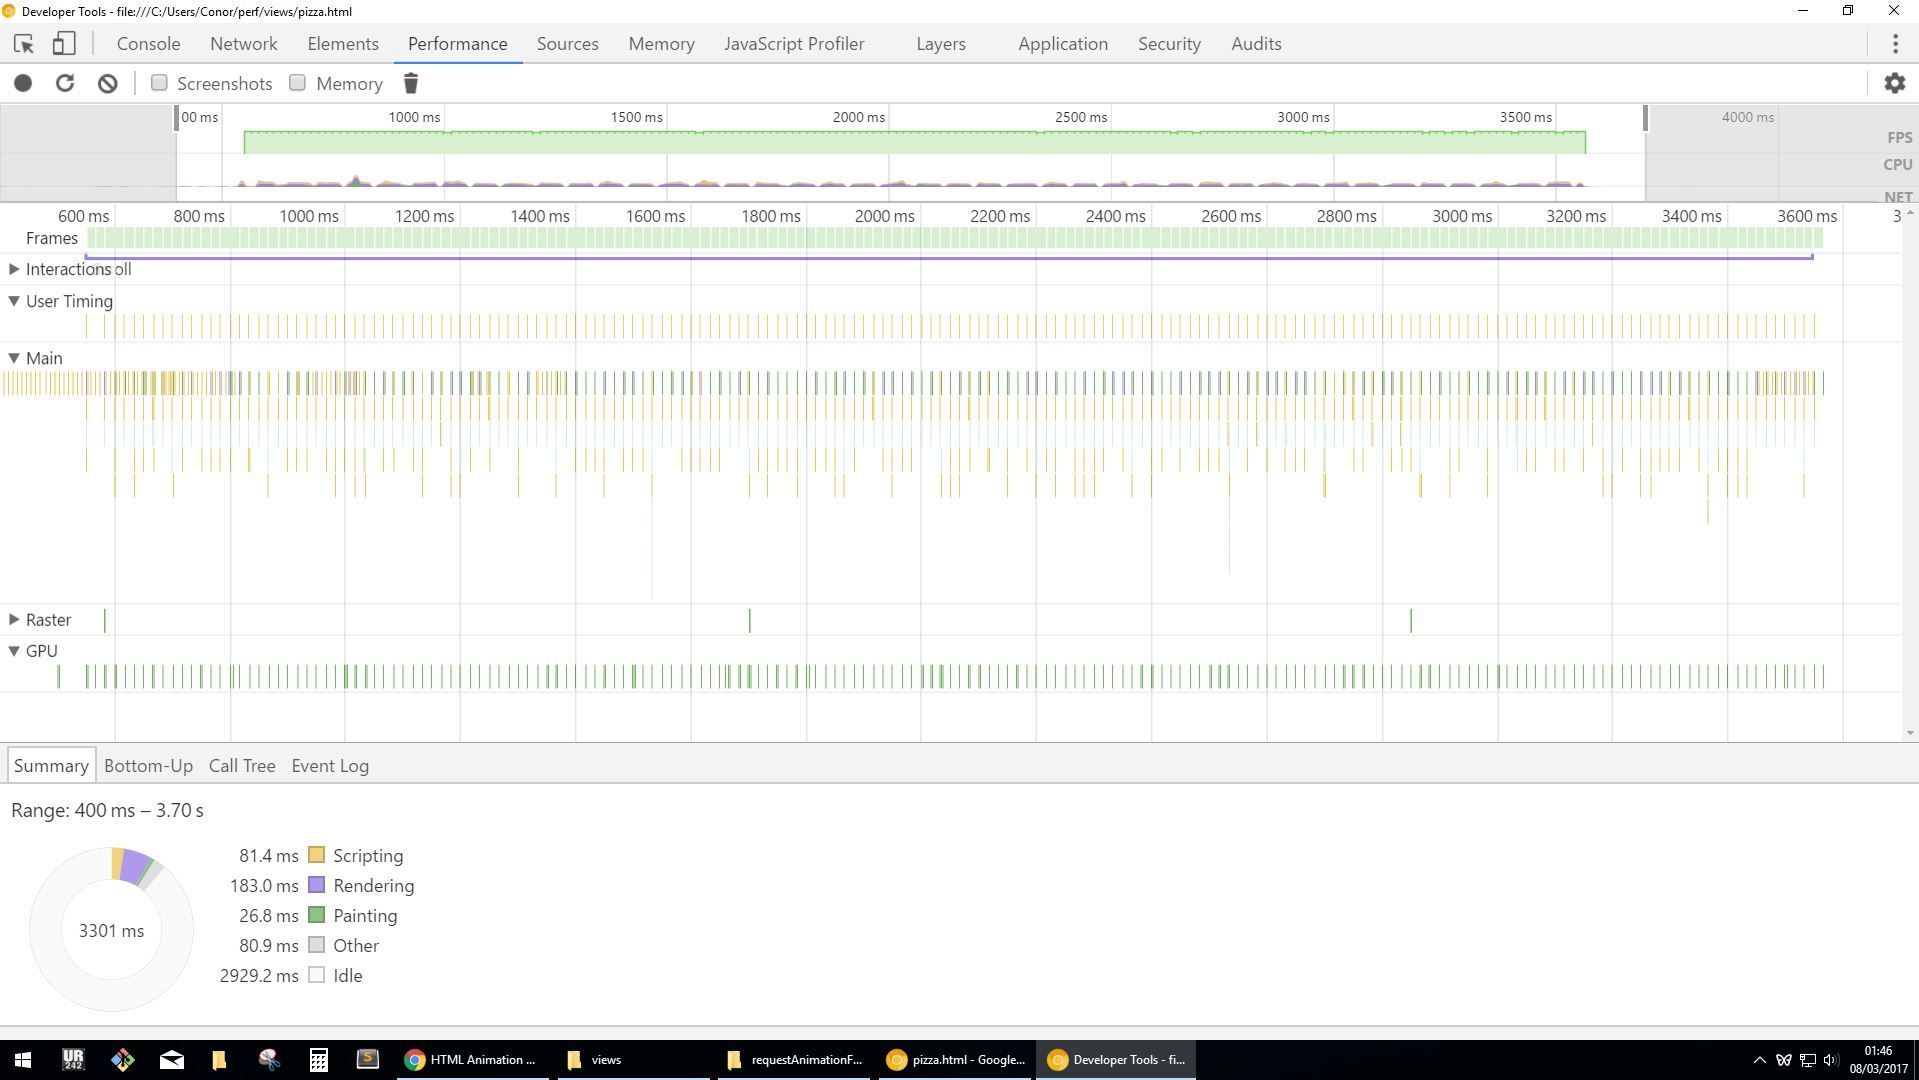 Developer Tools - file:///C:/Users/Conor/perf/views/pizza.html
Console Network Elements Performance Sources Memory JavaScript Profiler Layers Application Security Audits
Screenshots Memory
00 ms 1000 ms 1500 ms 2000 ms 2500 ms 3000 ms 3500 ms 4000 ms
FPS
CPU
NET
600 ms 800 ms 1000 ms 1200 ms 1400 ms 1600 ms 1800 ms 2000 ms 2200 ms 2400 ms 2600 ms 2800 ms 3000 ms 3200 ms 3400 ms 3600 ms 3
Frames
Interactions oll
User Timing
Main
Raster
GPU
Summary Bottom-Up Call Tree Event Log
Range: 400 ms – 3.70 s
81.4 ms Scripting
183.0 ms Rendering
26.8 ms Painting
3301 ms
80.9 ms Other
2929.2 ms Idle
UR 242 S HTML Animation ... views requestAnimationF... pizza.html - Google... Developer Tools - fi... 01:46
08/03/2017